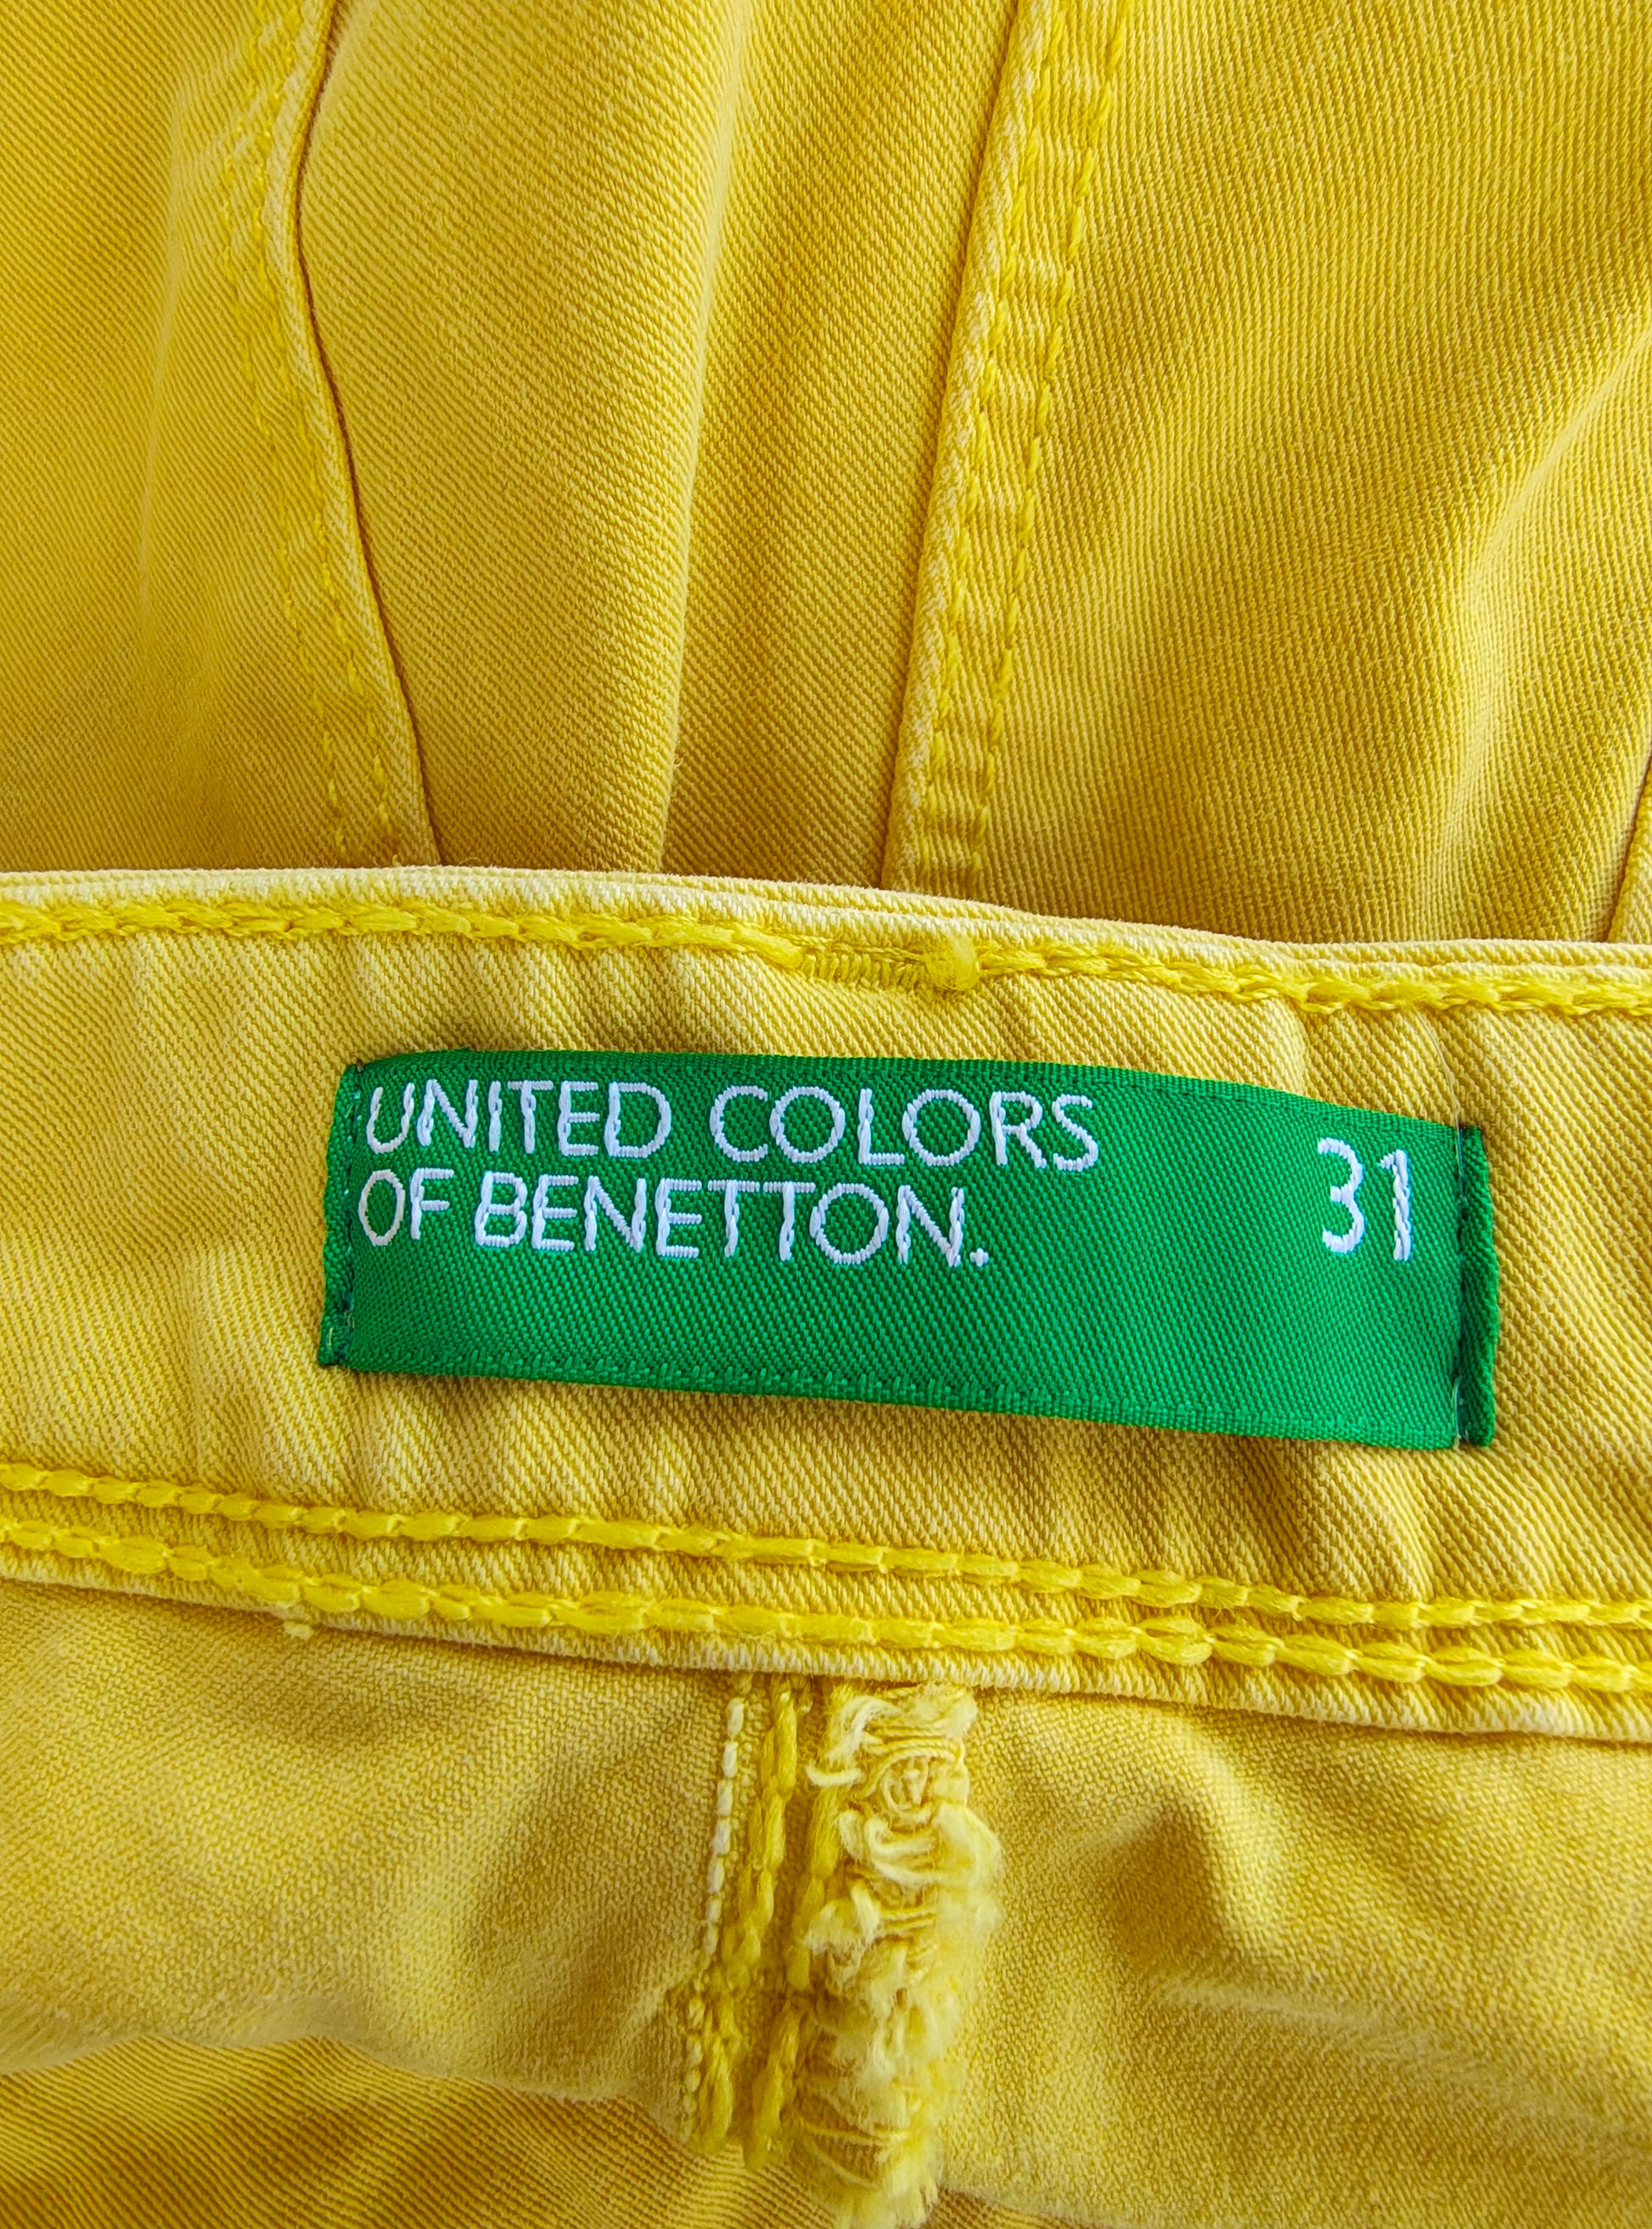 UNITED COLORS
OF BENETTON.
31